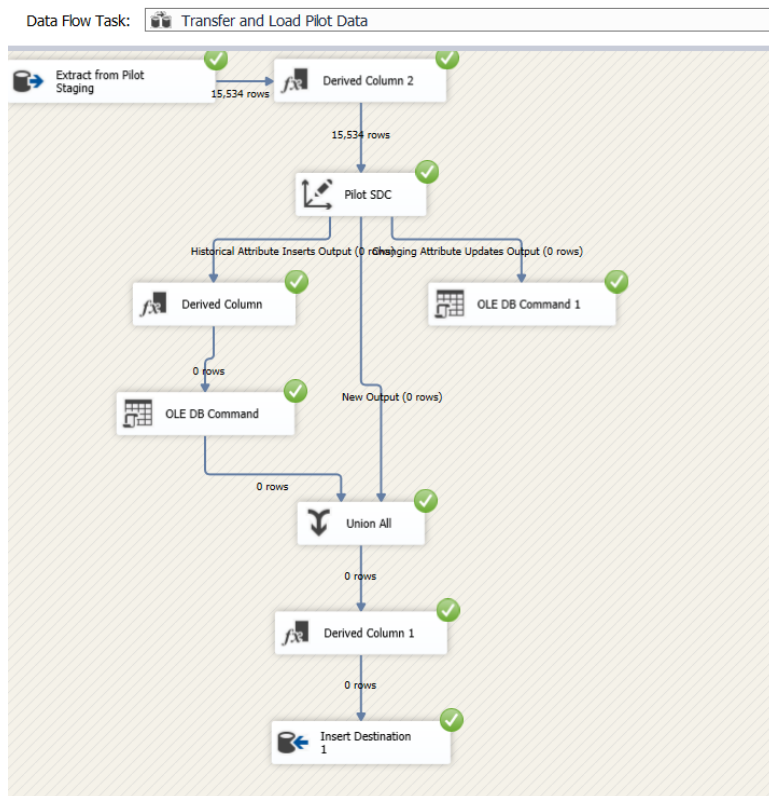 Data Flow Task: Transfer and Load Pilot Data
Extract from Pilot
Staging
15,534 rows
Derived Column 2
15,534 rows
Pilot SDC
Historical Attribute Inserts Output (0 rows)
Changing Attribute Updates Output (0 rows)
Derived Column
OLE DB Command 1
0 rows
New Output (0 rows)
OLE DB Command
0 rows
Union All
0 rows
Derived Column 1
0 rows
Insert Destination
1